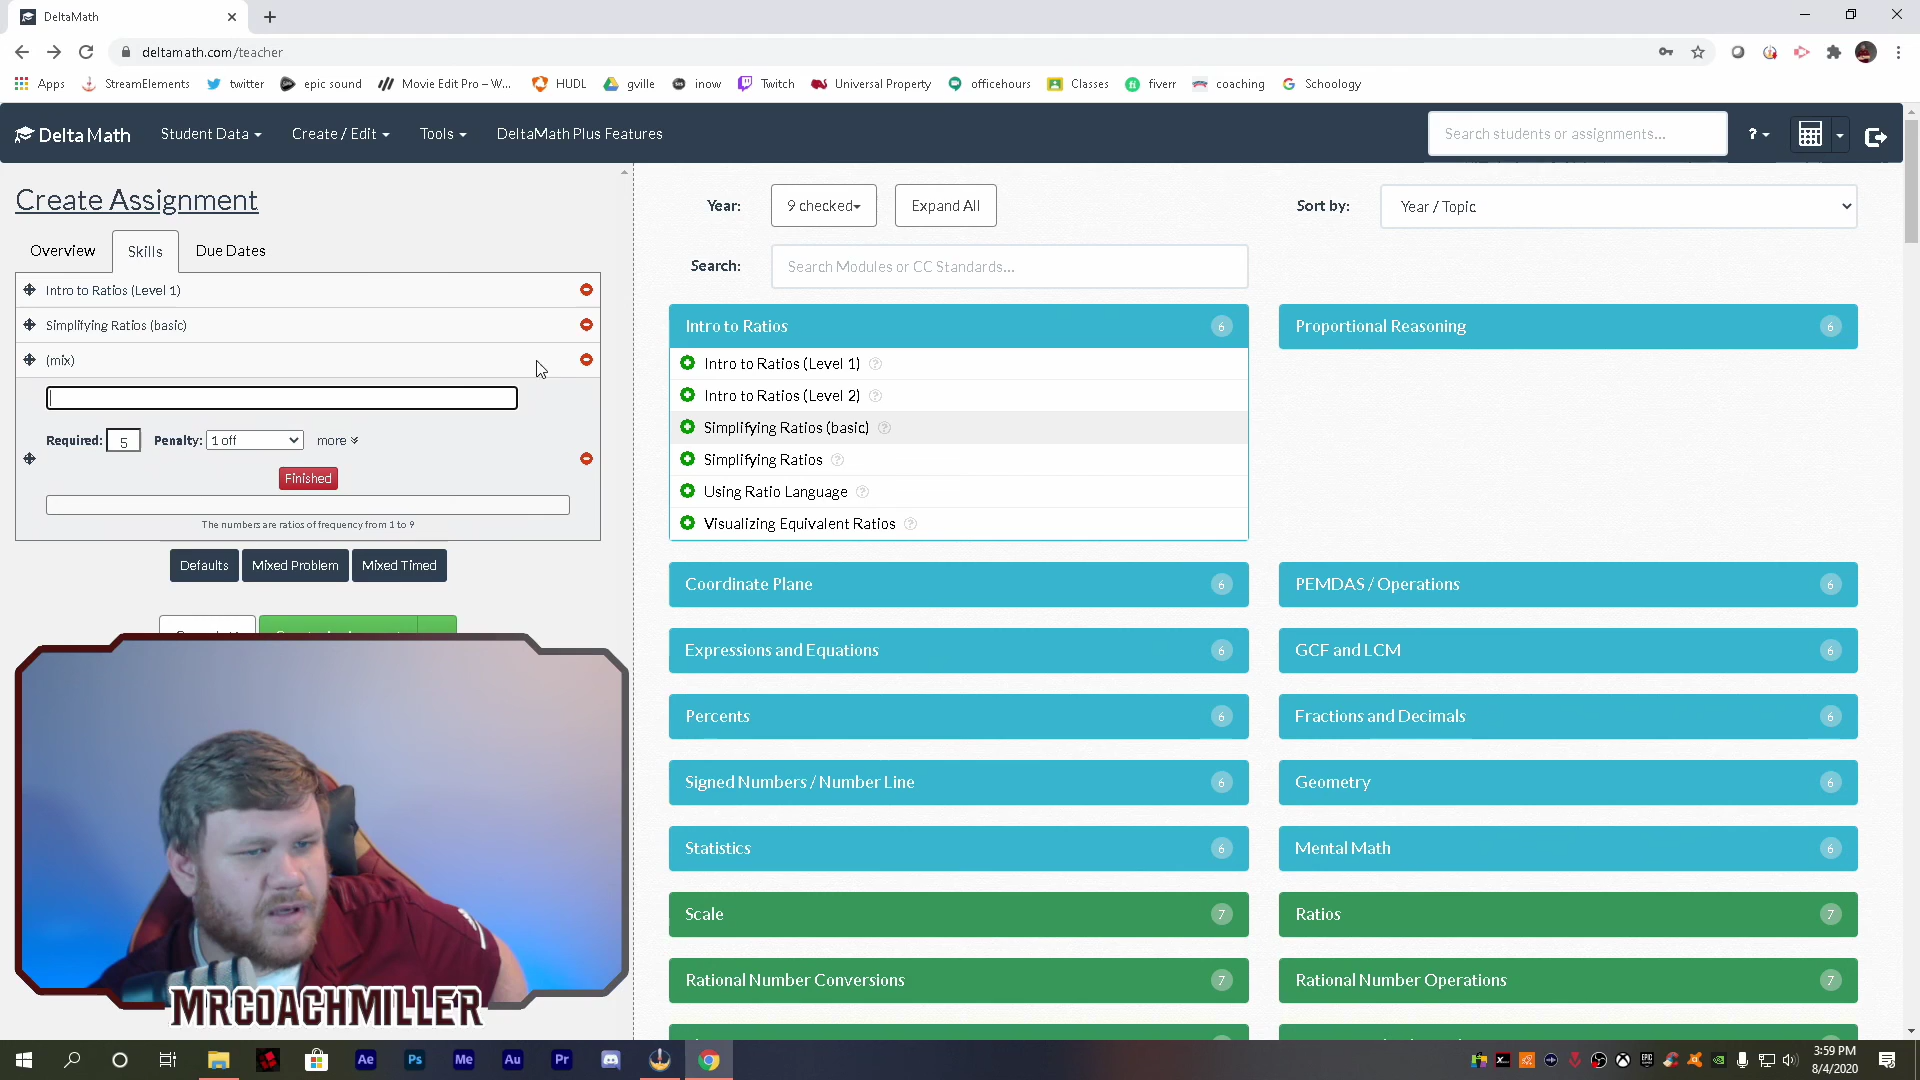 DeltaMath
deltamath.com/teacher
Apps StreamElements twitter epic sound Movie Edit Pro – W... HUDL gville inow Twitch Universal Property officehours Classes fiverr coaching Schoology
Delta Math Student Data Create / Edit Tools DeltaMath Plus Features Search students or assignments... ?
Create Assignment
Overview Skills Due Dates
Intro to Ratios (Level 1)
Simplifying Ratios (basic)
(mix)
Required: 5 Penalty: 1 off more
Finished
The numbers are ratios of frequency from 1 to 9
Defaults Mixed Problem Mixed Timed
Year: 9 checked Expand All Sort by: Year / Topic
Search: Search Modules or CC Standards...
Intro to Ratios 6
Intro to Ratios (Level 1) ?
Intro to Ratios (Level 2) ?
Simplifying Ratios (basic) ?
Simplifying Ratios ?
Using Ratio Language ?
Visualizing Equivalent Ratios ?
Proportional Reasoning 6
Coordinate Plane 6 PEMDAS / Operations 6
Expressions and Equations 6 GCF and LCM 6
Percents 6 Fractions and Decimals 6
Signed Numbers / Number Line 6 Geometry 6
Statistics 6 Mental Math 6
Scale 7 Ratios 7
Rational Number Conversions 7 Rational Number Operations 7
MRCOACHMILLER
Ae Ps Me Au Pr
3:59 PM
8/4/2020